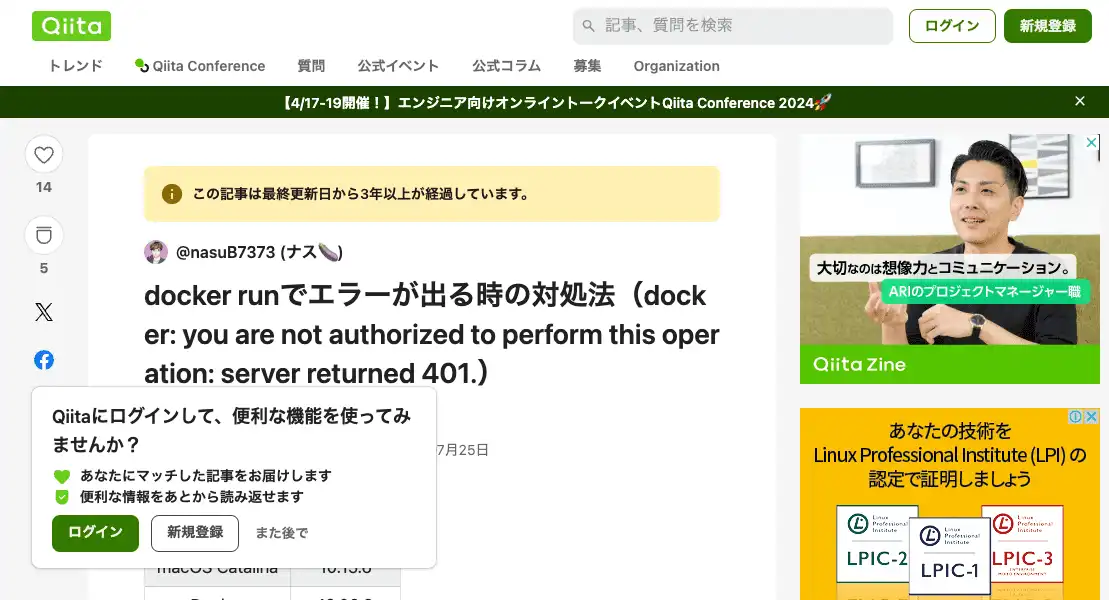 Qiita
記事、質問を検索
ログイン
新規登録
トレンド
Qiita Conference
質問
公式イベント
公式コラム
募集
Organization
【4/17-19開催！】エンジニア向けオンライントークイベントQiita Conference 2024🚀
14
5
この記事は最終更新日から3年以上が経過しています。
@nasuB7373 (ナス🍆)
docker runでエラーが出る時の対処法（dock
er: you are not authorized to perform this oper
ation: server returned 401.）
7月25日
Qiitaにログインして、便利な機能を使ってみ
ませんか？
あなたにマッチした記事をお届けします
便利な情報をあとから読み返せます
ログイン
新規登録
また後で
macOS Catalina
10.15.6
大切なのは想像力とコミュニケーション。
ARIのプロジェクトマネージャー職
Qiita Zine
あなたの技術を
Linux Professional Institute (LPI) の
認定で証明しましょう
Linux
Professional
Institute
LPIC-2
Linux
Professional
Institute
LPIC-1
Linux
Professional
Institute
LPIC-3